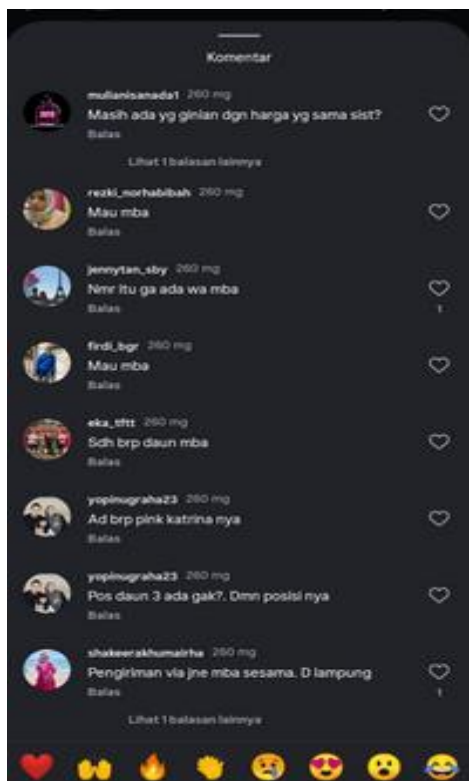 Komentar
mulianisanada1 260 mg
Masih ada yg ginian dgn harga yg sama sist?
Balas
Lihat 1 balasan lainnya
rezki_norhabibah 260 mg
Mau mba
Balas
jennytan_sby 260 mg
Nmr itu ga ada wa mba
Balas
1
firdi_bgr 260 mg
Mau mba
Balas
eka_tftt 260 mg
Sdh brp daun mba
Balas
yopinugraha23 260 mg
Ad brp pink katrina nya
Balas
yopinugraha23 260 mg
Pos daun 3 ada gak?. Dmn posisi nya
Balas
shakeerakhumairha 260 mg
Pengiriman via jne mba sesama. D lampung
Balas
1
Lihat 1 balasan lainnya